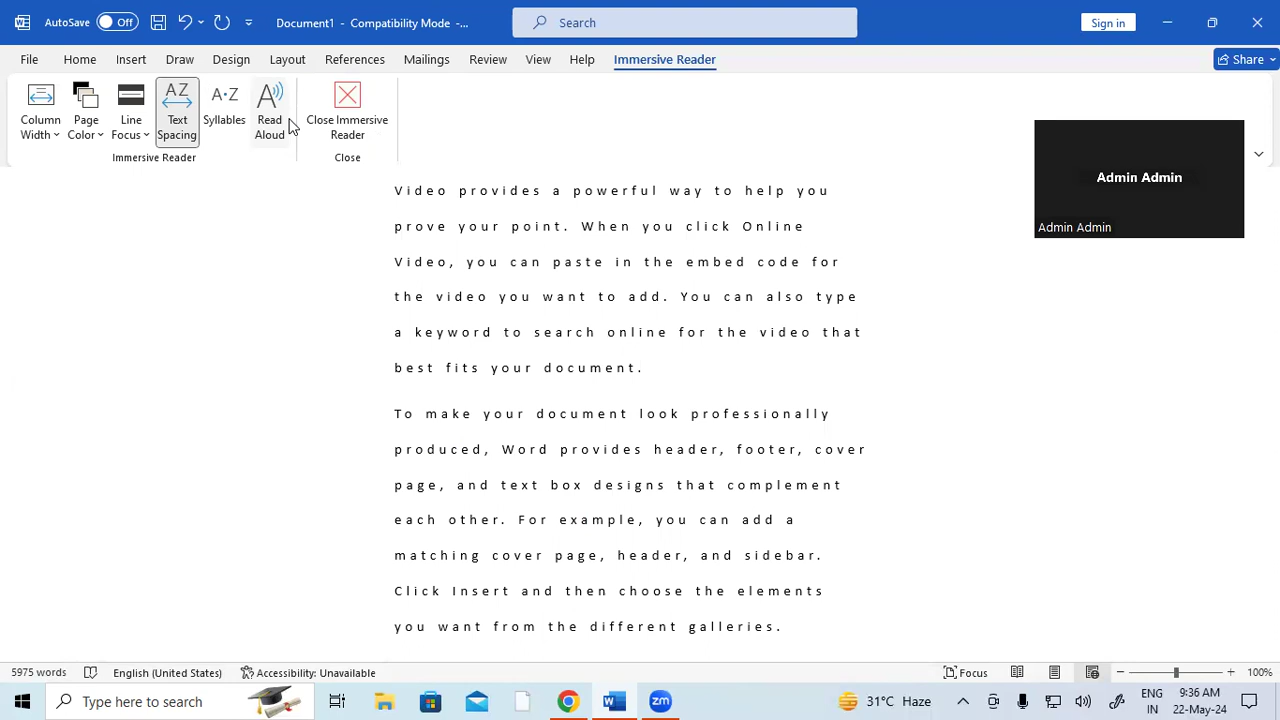 AutoSave Off Document1 - Compatibility Mode -... Search Sign in
File Home Insert Draw Design Layout References Mailings Review View Help Immersive Reader Share
Column Width Page Color Line Focus Text Spacing Syllables Read Aloud Close Immersive Reader
Immersive Reader Close
Admin Admin
Admin Admin
Video provides a powerful way to help you
prove your point. When you click Online
Video, you can paste in the embed code for
the video you want to add. You can also type
a keyword to search online for the video that
best fits your document.
To make your document look professionally
produced, Word provides header, footer, cover
page, and text box designs that complement
each other. For example, you can add a
matching cover page, header, and sidebar.
Click Insert and then choose the elements
you want from the different galleries.
5975 words English (United States) Accessibility: Unavailable Focus 100%
Type here to search zm 31°C Haze ENG IN 9:36 AM 22-May-24